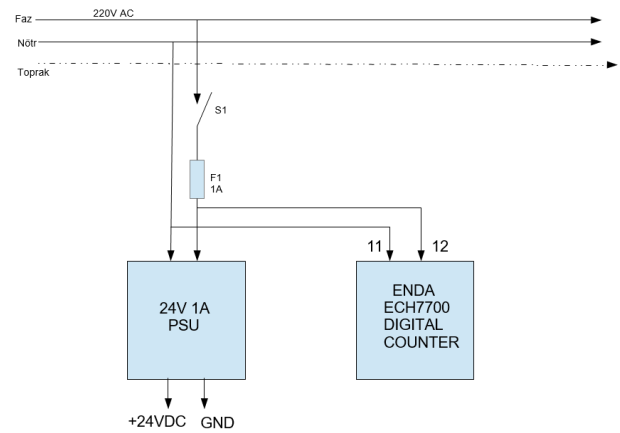 220V AC
Faz
Nötr
Toprak
S1
F1
1A
11
12
24V 1A
PSU
ENDA
ECH7700
DIGITAL
COUNTER
+24VDC
GND